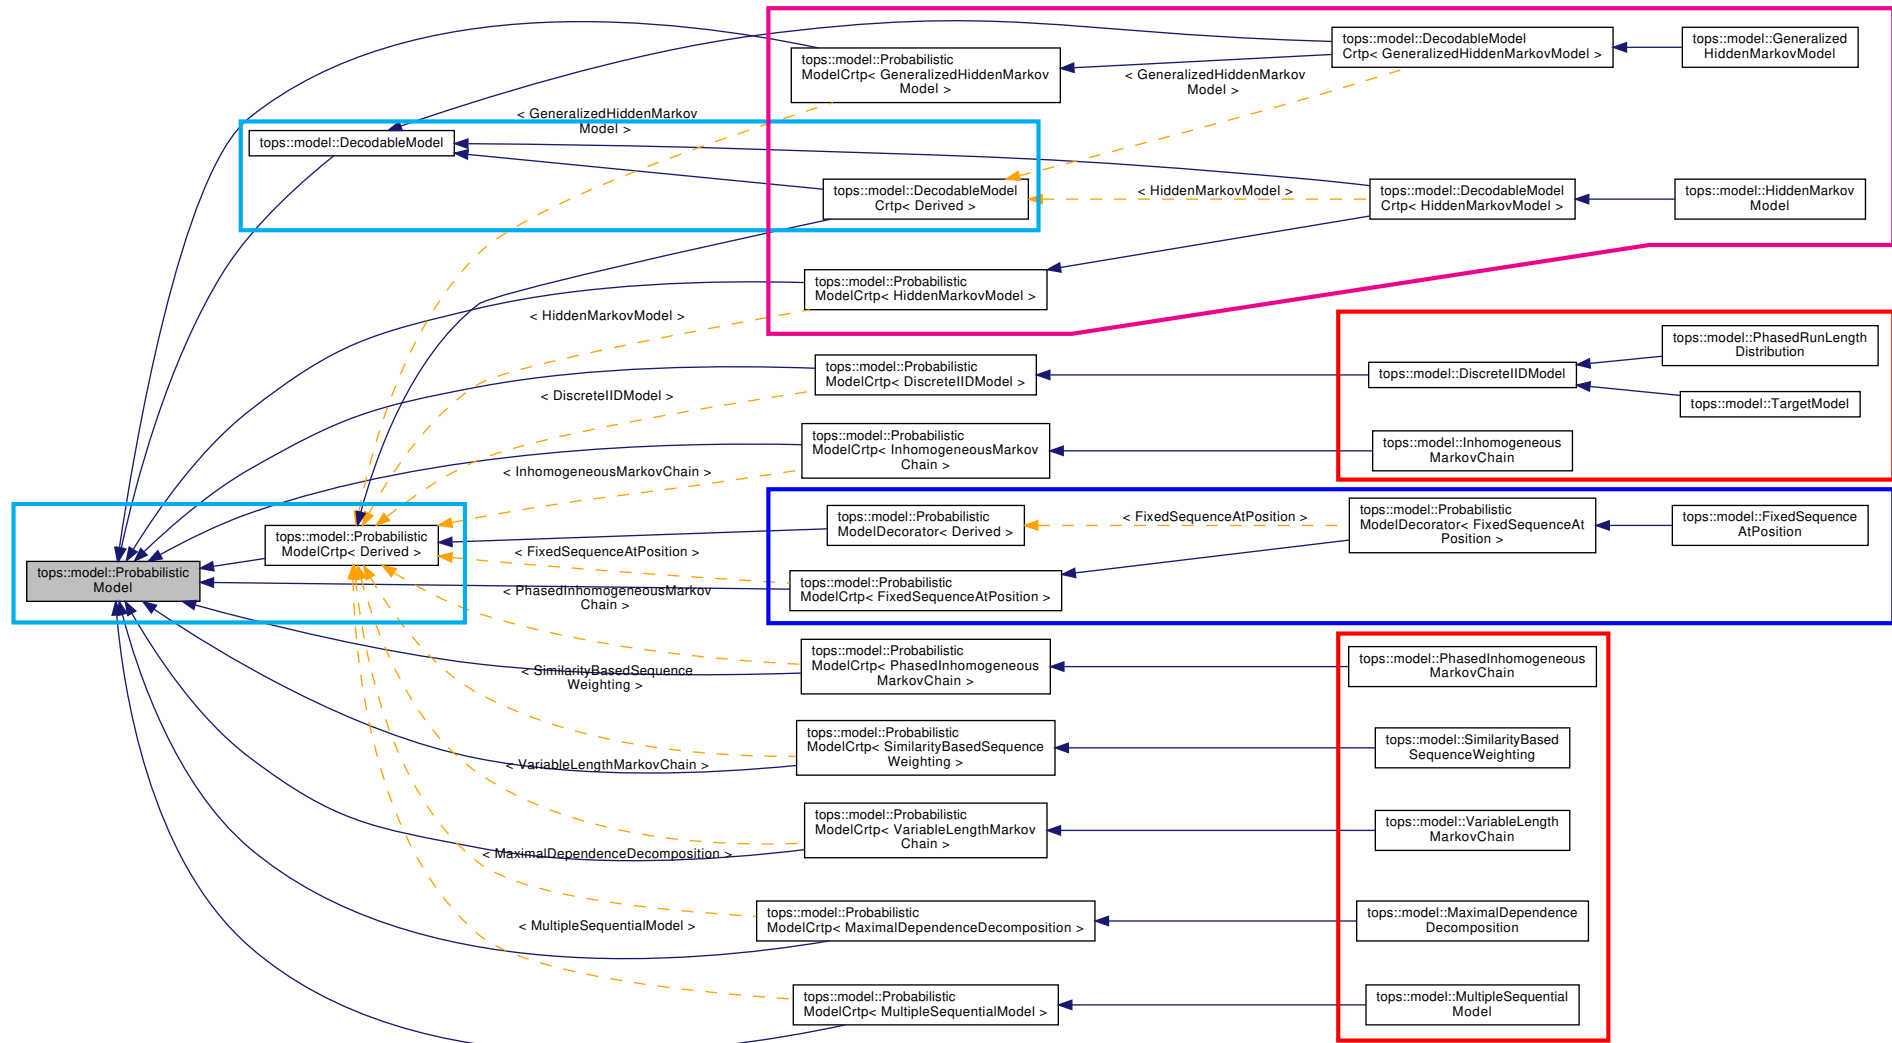 tops::model::Probabilistic
ModelCrtp< GeneralizedHiddenMarkov
Model >
tops::model::DecodableModel
Crtp< GeneralizedHiddenMarkovModel >
tops::model::Generalized
HiddenMarkovModel
< GeneralizedHiddenMarkov
Model >
< GeneralizedHiddenMarkov
Model >
tops::model::DecodableModel
tops::model::DecodableModel
Crtp< Derived >
< HiddenMarkovModel >
tops::model::DecodableModel
Crtp< HiddenMarkovModel >
tops::model::HiddenMarkov
Model
tops::model::Probabilistic
ModelCrtp< HiddenMarkovModel >
< HiddenMarkovModel >
tops::model::Probabilistic
ModelCrtp< DiscreteIIDModel >
tops::model::DiscreteIIDModel
tops::model::PhasedRunLength
Distribution
tops::model::TargetModel
< DiscreteIIDModel >
tops::model::Probabilistic
ModelCrtp< InhomogeneousMarkov
Chain >
tops::model::Inhomogeneous
MarkovChain
< InhomogeneousMarkovChain >
tops::model::Probabilistic
Model
tops::model::Probabilistic
ModelCrtp< Derived >
tops::model::Probabilistic
ModelDecorator< Derived >
< FixedSequenceAtPosition >
tops::model::Probabilistic
ModelDecorator< FixedSequenceAt
Position >
tops::model::FixedSequence
AtPosition
< FixedSequenceAtPosition >
tops::model::Probabilistic
ModelCrtp< FixedSequenceAtPosition >
< PhasedInhomogeneousMarkov
Chain >
tops::model::Probabilistic
ModelCrtp< PhasedInhomogeneous
MarkovChain >
tops::model::PhasedInhomogeneous
MarkovChain
< SimilarityBasedSequence
Weighting >
tops::model::Probabilistic
ModelCrtp< SimilarityBasedSequence
Weighting >
tops::model::SimilarityBased
SequenceWeighting
< VariableLengthMarkovChain >
tops::model::Probabilistic
ModelCrtp< VariableLengthMarkov
Chain >
tops::model::VariableLength
MarkovChain
< MaximalDependenceDecomposition >
tops::model::Probabilistic
ModelCrtp< MaximalDependenceDecomposition >
tops::model::MaximalDependence
Decomposition
< MultipleSequentialModel >
tops::model::Probabilistic
ModelCrtp< MultipleSequentialModel >
tops::model::MultipleSequential
Model